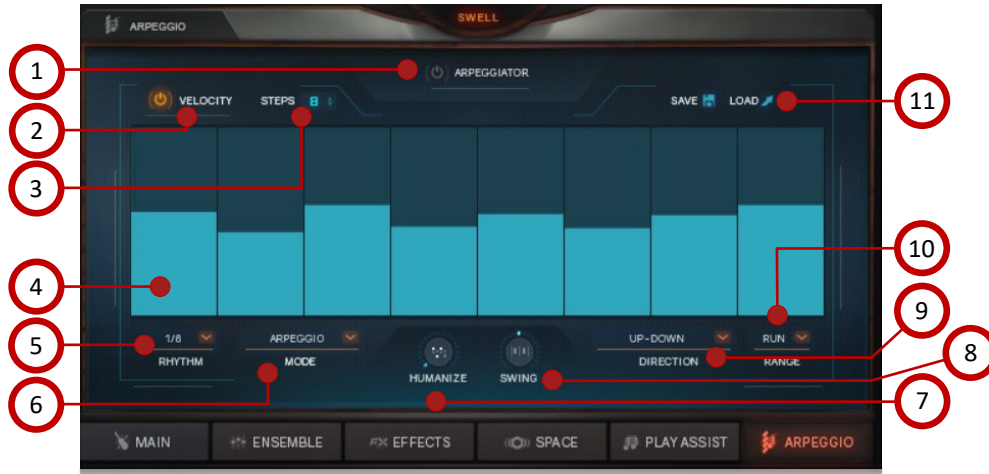 SWELL
ARPEGGIO
1
ARPEGGIATOR
2
VELOCITY STEPS 8
SAVE LOAD
11
3
4
10
5
1/8
RHYTHM
ARPEGGIO
MODE
HUMANIZE
SWING
UP-DOWN
DIRECTION
RUN
RANGE
9
8
6
7
MAIN ENSEMBLE FX EFFECTS SPACE PLAY ASSIST ARPEGGIO